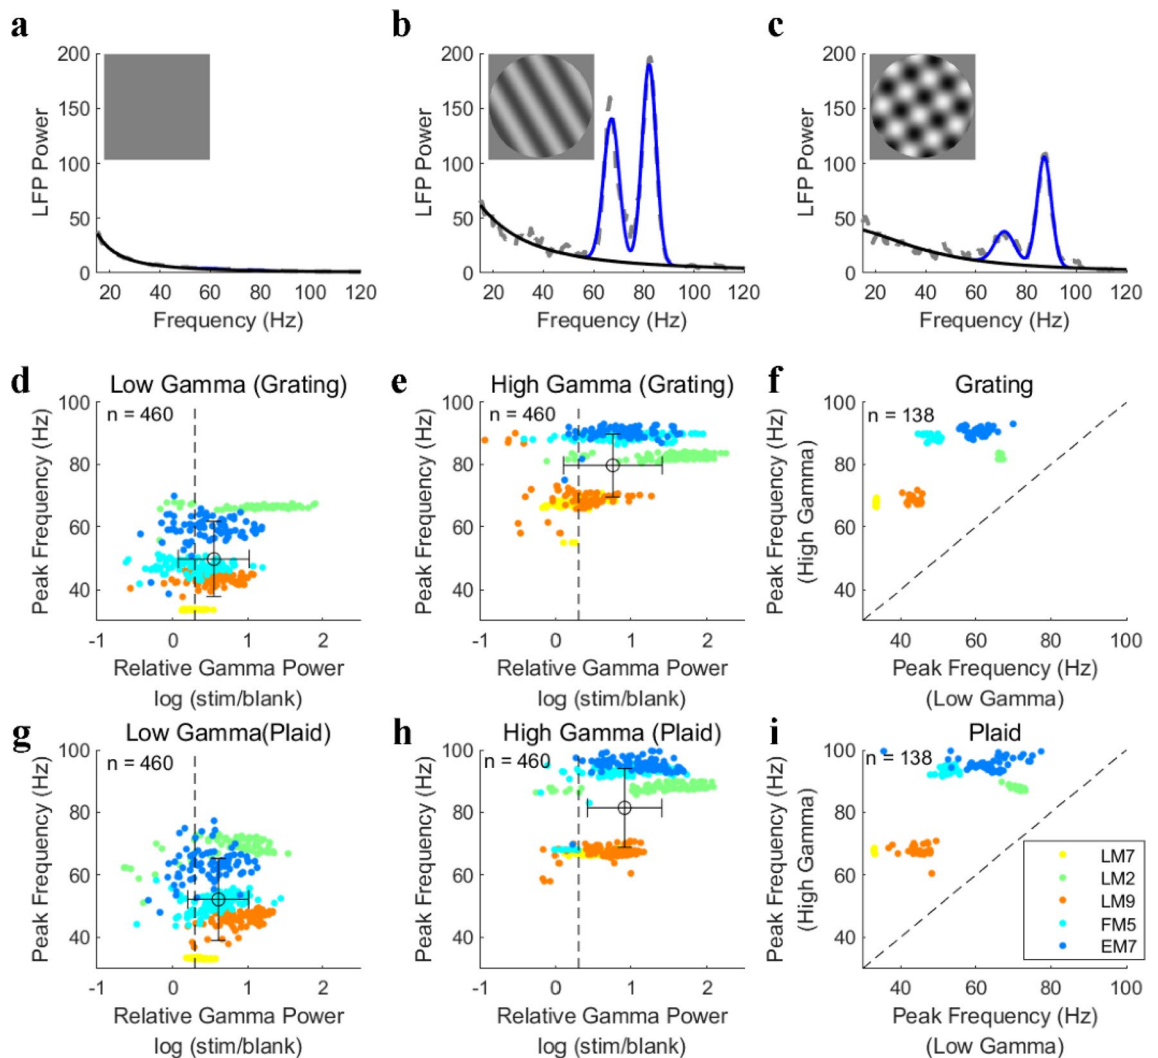 a
b
c
LFP Power
200
150
100
50
0
20 40 60 80 100 120
Frequency (Hz)
LFP Power
200
150
100
50
0
20 40 60 80 100 120
Frequency (Hz)
LFP Power
200
150
100
50
0
20 40 60 80 100 120
Frequency (Hz)
d
Low Gamma (Grating)
n = 460
Peak Frequency (Hz)
100
80
60
40
-1 0 1 2
Relative Gamma Power
log (stim/blank)
e
High Gamma (Grating)
n = 460
Peak Frequency (Hz)
100
80
60
40
-1 0 1 2
Relative Gamma Power
log (stim/blank)
f
Grating
n = 138
Peak Frequency (Hz)
(High Gamma)
100
80
60
40
40 60 80 100
Peak Frequency (Hz)
(Low Gamma)
g
Low Gamma(Plaid)
n = 460
Peak Frequency (Hz)
100
80
60
40
-1 0 1 2
Relative Gamma Power
log (stim/blank)
h
High Gamma (Plaid)
n = 460
Peak Frequency (Hz)
100
80
60
40
-1 0 1 2
Relative Gamma Power
log (stim/blank)
i
Plaid
n = 138
Peak Frequency (Hz)
(High Gamma)
100
80
60
40
40 60 80 100
Peak Frequency (Hz)
(Low Gamma)
LM7
LM2
LM9
FM5
EM7